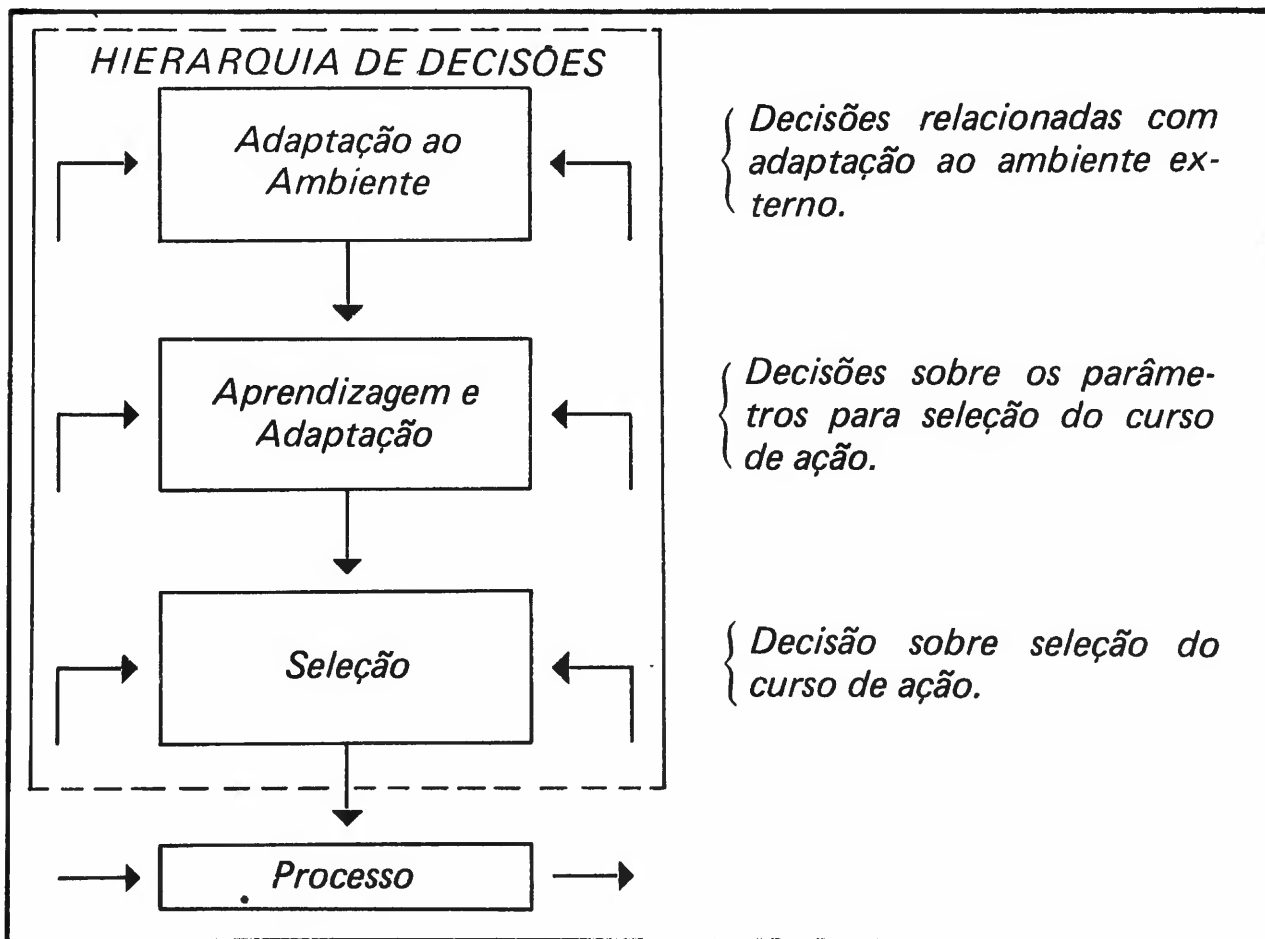 HIERARQUIA DE DECISÕES
Adaptação ao
Ambiente
Decisões relacionadas com
adaptação ao ambiente ex-
terno.
Aprendizagem e
Adaptação
Decisões sobre os parâme-
tros para seleção do curso
de ação.
Seleção
Decisão sobre seleção do
curso de ação.
Processo